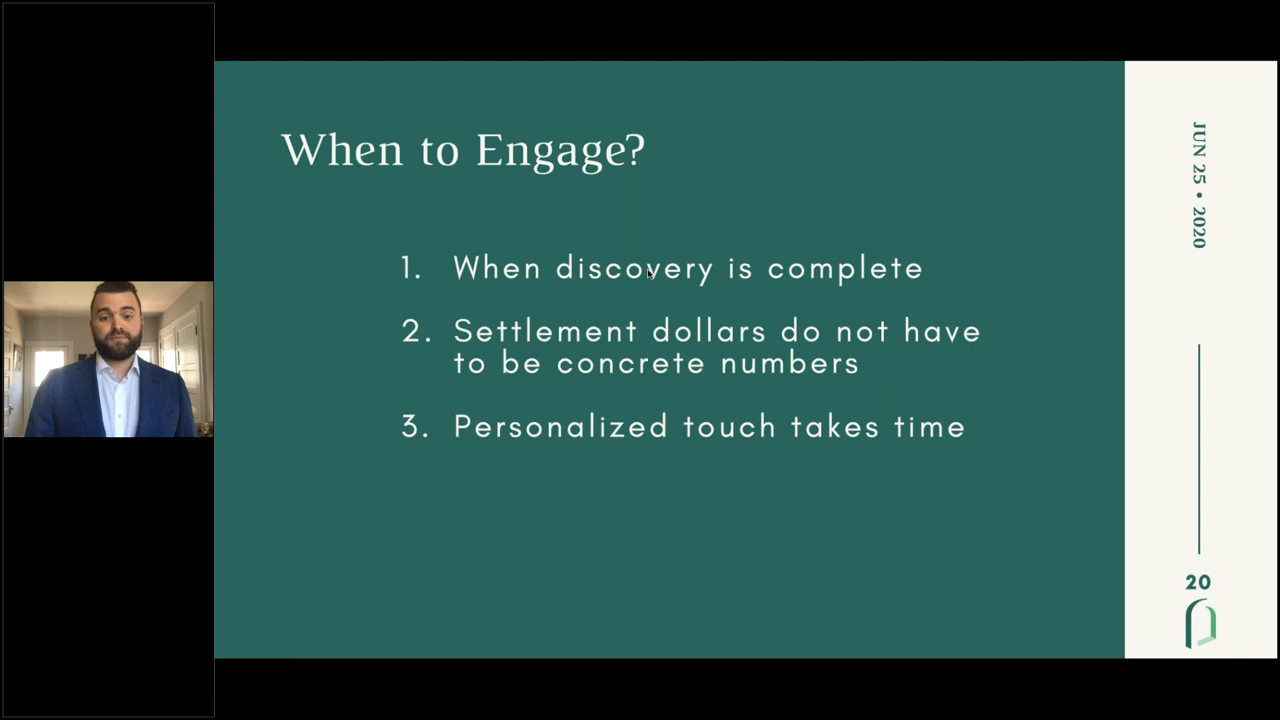 When to Engage?
1. When discovery is complete
2. Settlement dollars do not have
to be concrete numbers
3. Personalized touch takes time
JUN 25 • 2020
20